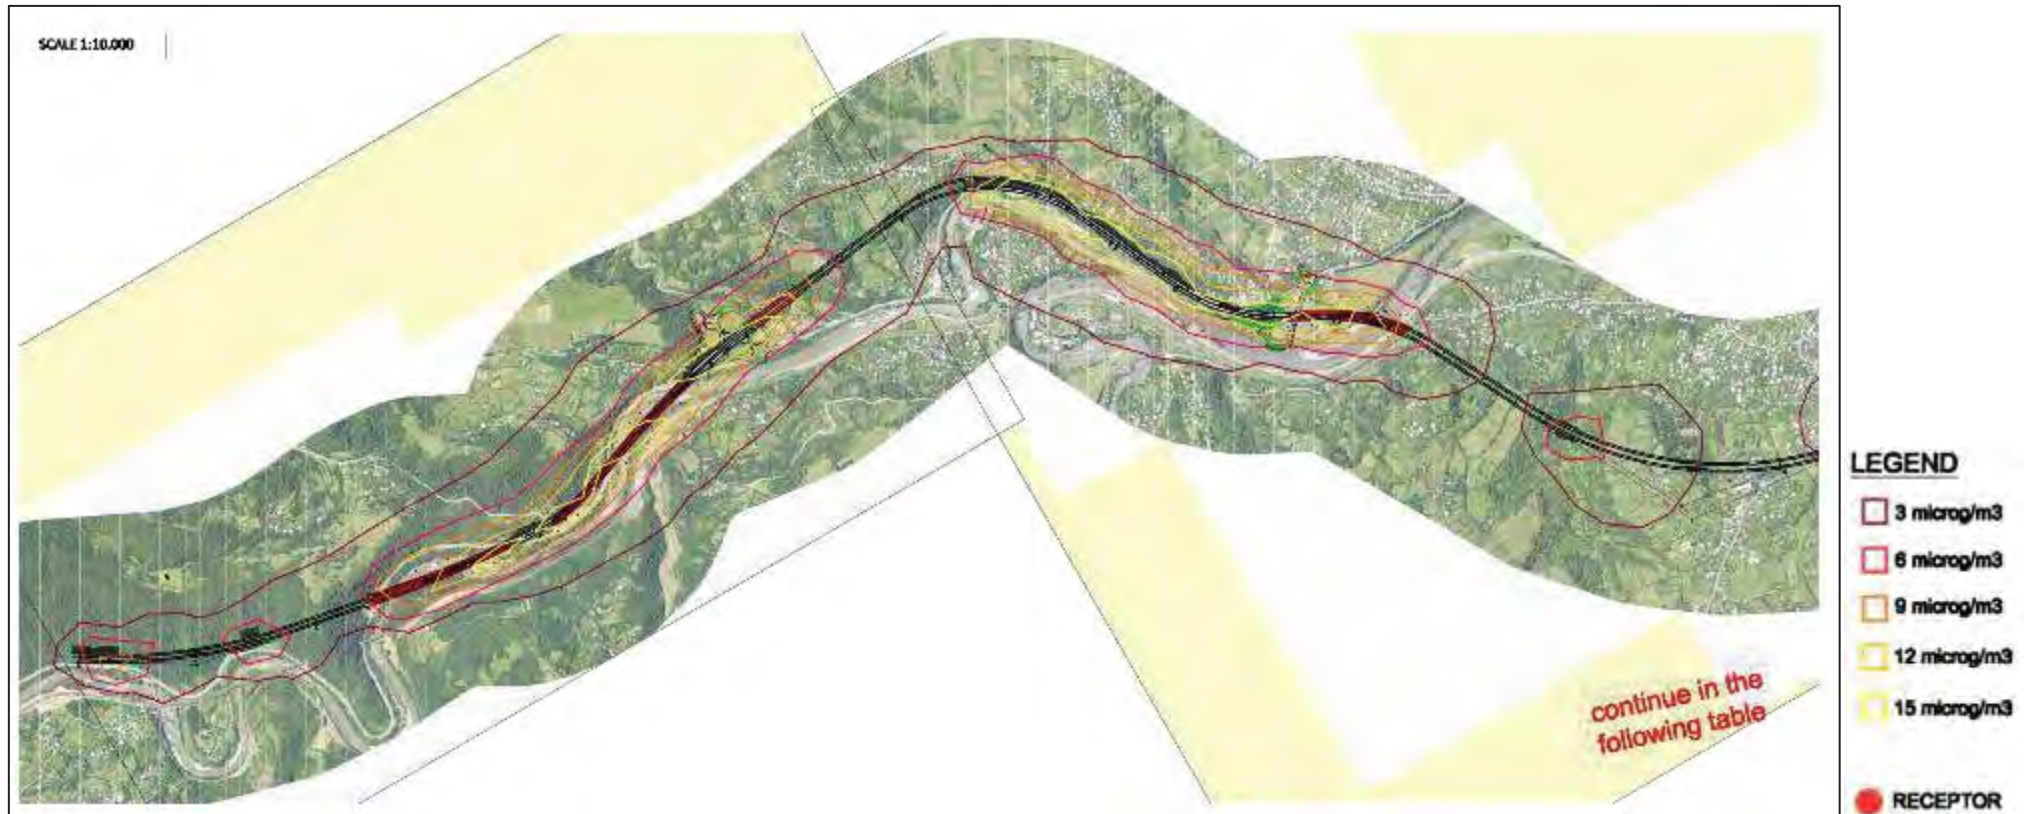 SCALE 1:10.000
continue in the
following table
LEGEND
3 microg/m3
6 microg/m3
9 microg/m3
12 microg/m3
15 microg/m3
RECEPTOR